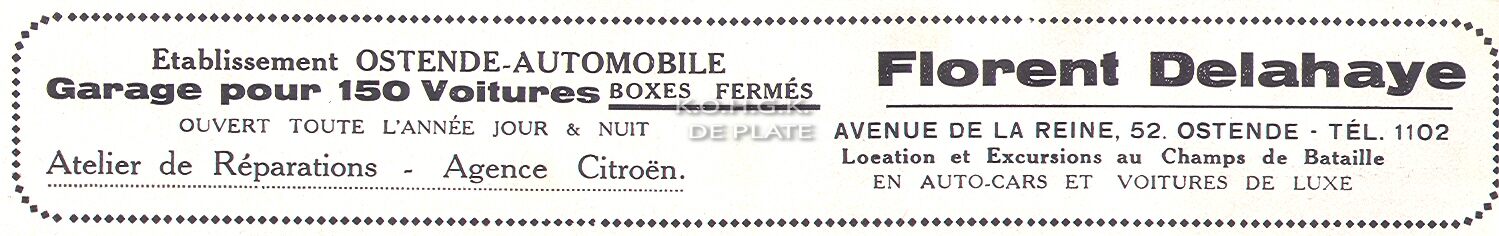 Etablissement OSTENDE-AUTOMOBILE
Garage pour 150 Voitures BOXES FERMÉS
OUVERT TOUTE L'ANNÉE JOUR & NUIT
Atelier de Réparations - Agence Citroën.
Florent Delahaye
AVENUE DE LA REINE, 52. OSTENDE - TÉL. 1102
Location et Excursions au Champs de Bataille
EN AUTO-CARS ET VOITURES DE LUXE
K.O.H.G.K.
DE PLATE